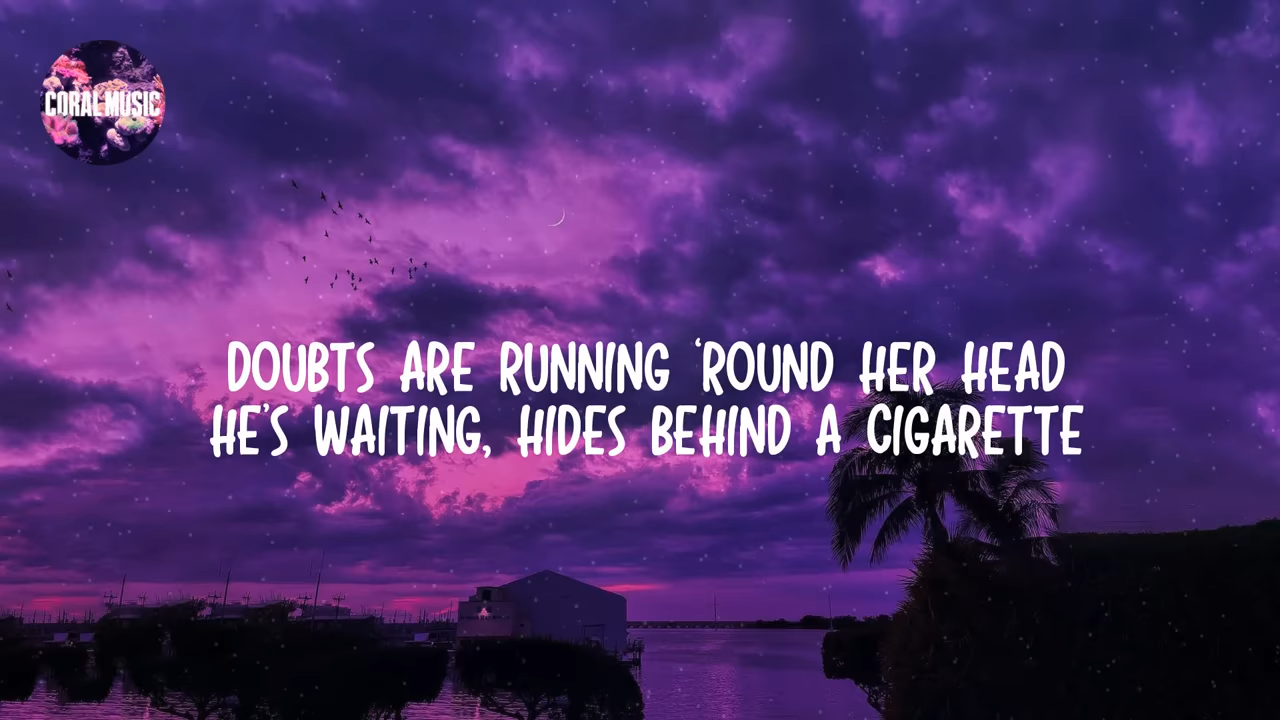 CORAL MUSIC
DOUBTS ARE RUNNING ‘ROUND HER HEAD
HE’S WAITING, HIDES BEHIND A CIGARETTE